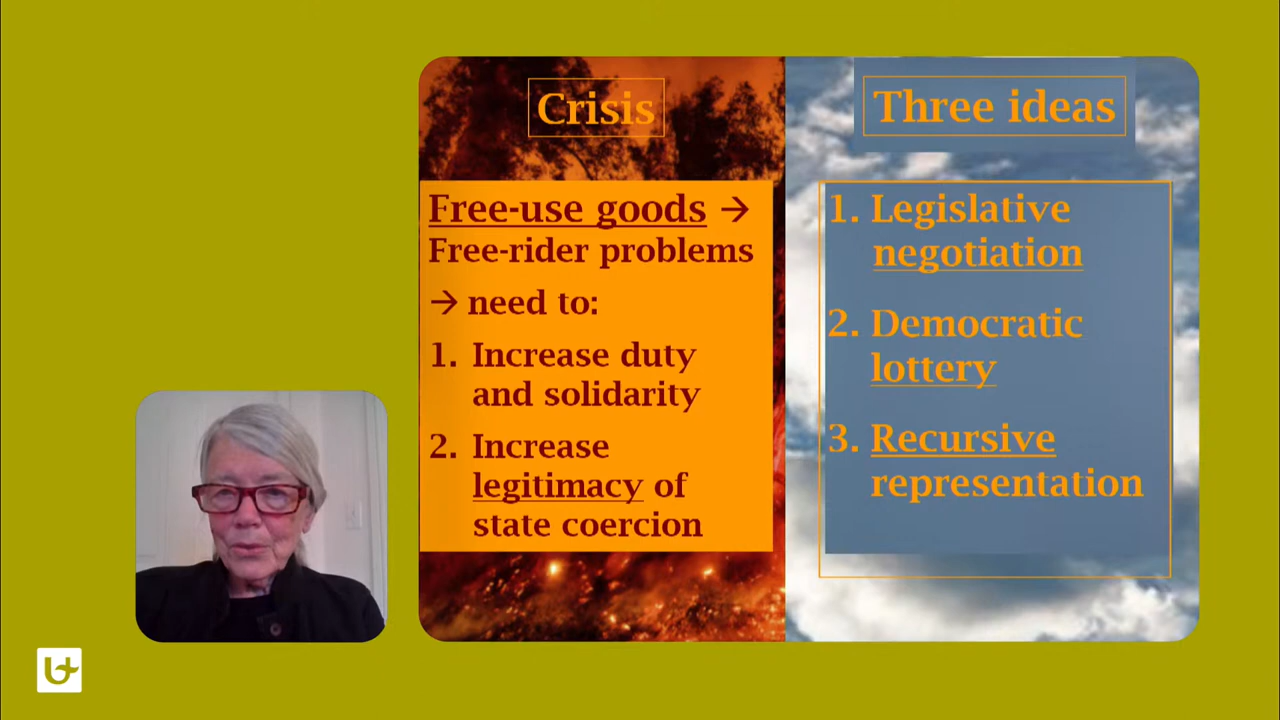 Crisis
Free-use goods →
Free-rider problems
→ need to:
1. Increase duty
and solidarity
2. Increase
legitimacy of
state coercion
Three ideas
1. Legislative
negotiation
2. Democratic
lottery
3. Recursive
representation